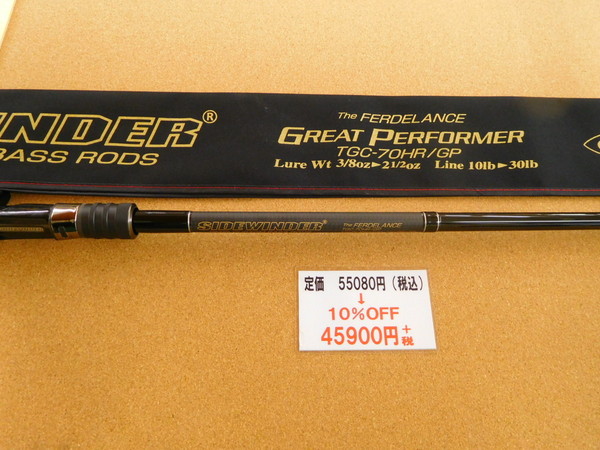 INDER®
BASS RODS
The FERDELANCE
GREAT PERFORMER
TGC-70HR/GP
Lure Wt 3/8oz►2 1/2oz Line 10lb►30lb
SIDEWINDER®
The FERDELANCE
定価 55080円(税込)
↓
10%OFF
45900円+税